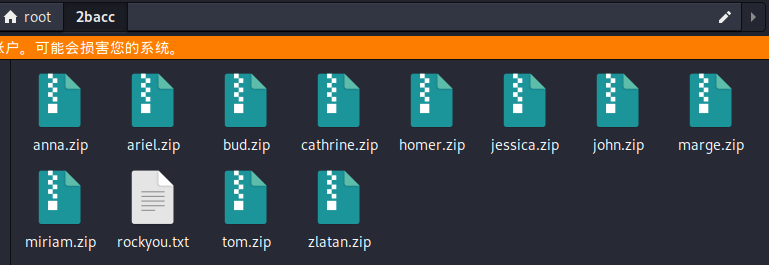 root 2bacc
账户。可能会损害您的系统。
anna.zip ariel.zip bud.zip cathrine.zip homer.zip jessica.zip john.zip marge.zip
miriam.zip rockyou.txt tom.zip zlatan.zip